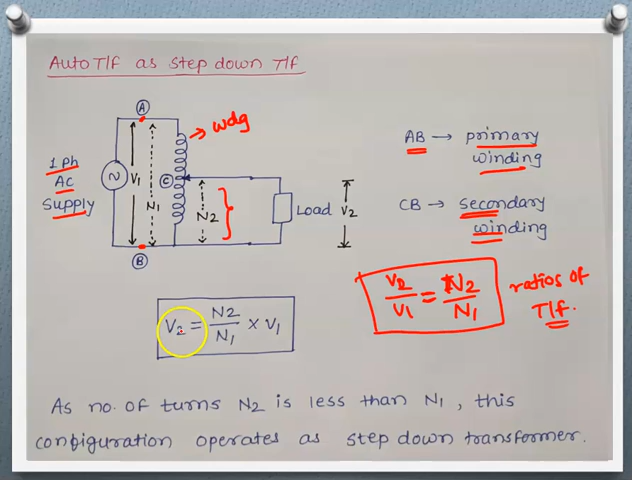 Auto T/f as step down T/f
A
→ wdg
1 Ph
AC
supply
~
V1
N1
C
N2
Load
V2
B
AB → primary
winding
CB → secondary
winding
V2/V1 = N2/N1
ratios of
T/f.
V2 = N2/N1 × V1
As no. of turns N2 is less than N1, this
configuration operates as step down transformer.